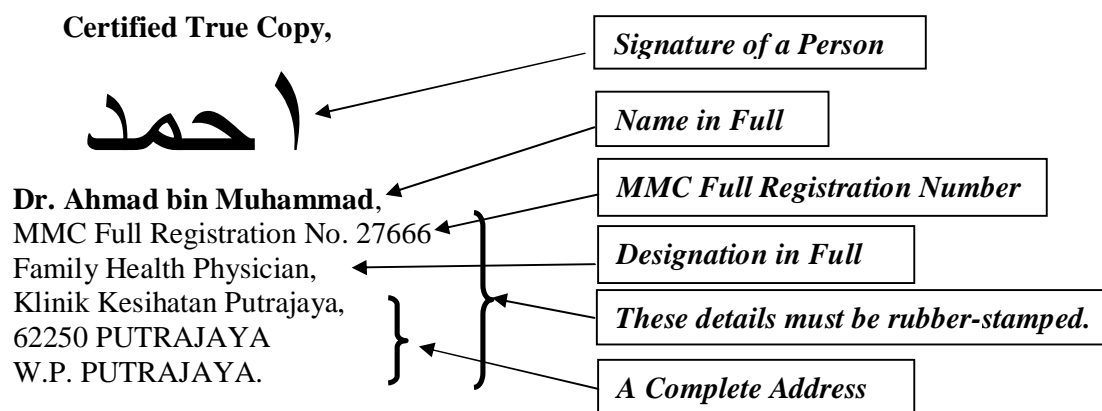 Certified True Copy,
احمد
Dr. Ahmad bin Muhammad,
MMC Full Registration No. 27666
Family Health Physician,
Klinik Kesihatan Putrajaya,
62250 PUTRAJAYA
W.P. PUTRAJAYA.
Signature of a Person
Name in Full
MMC Full Registration Number
Designation in Full
These details must be rubber-stamped.
A Complete Address